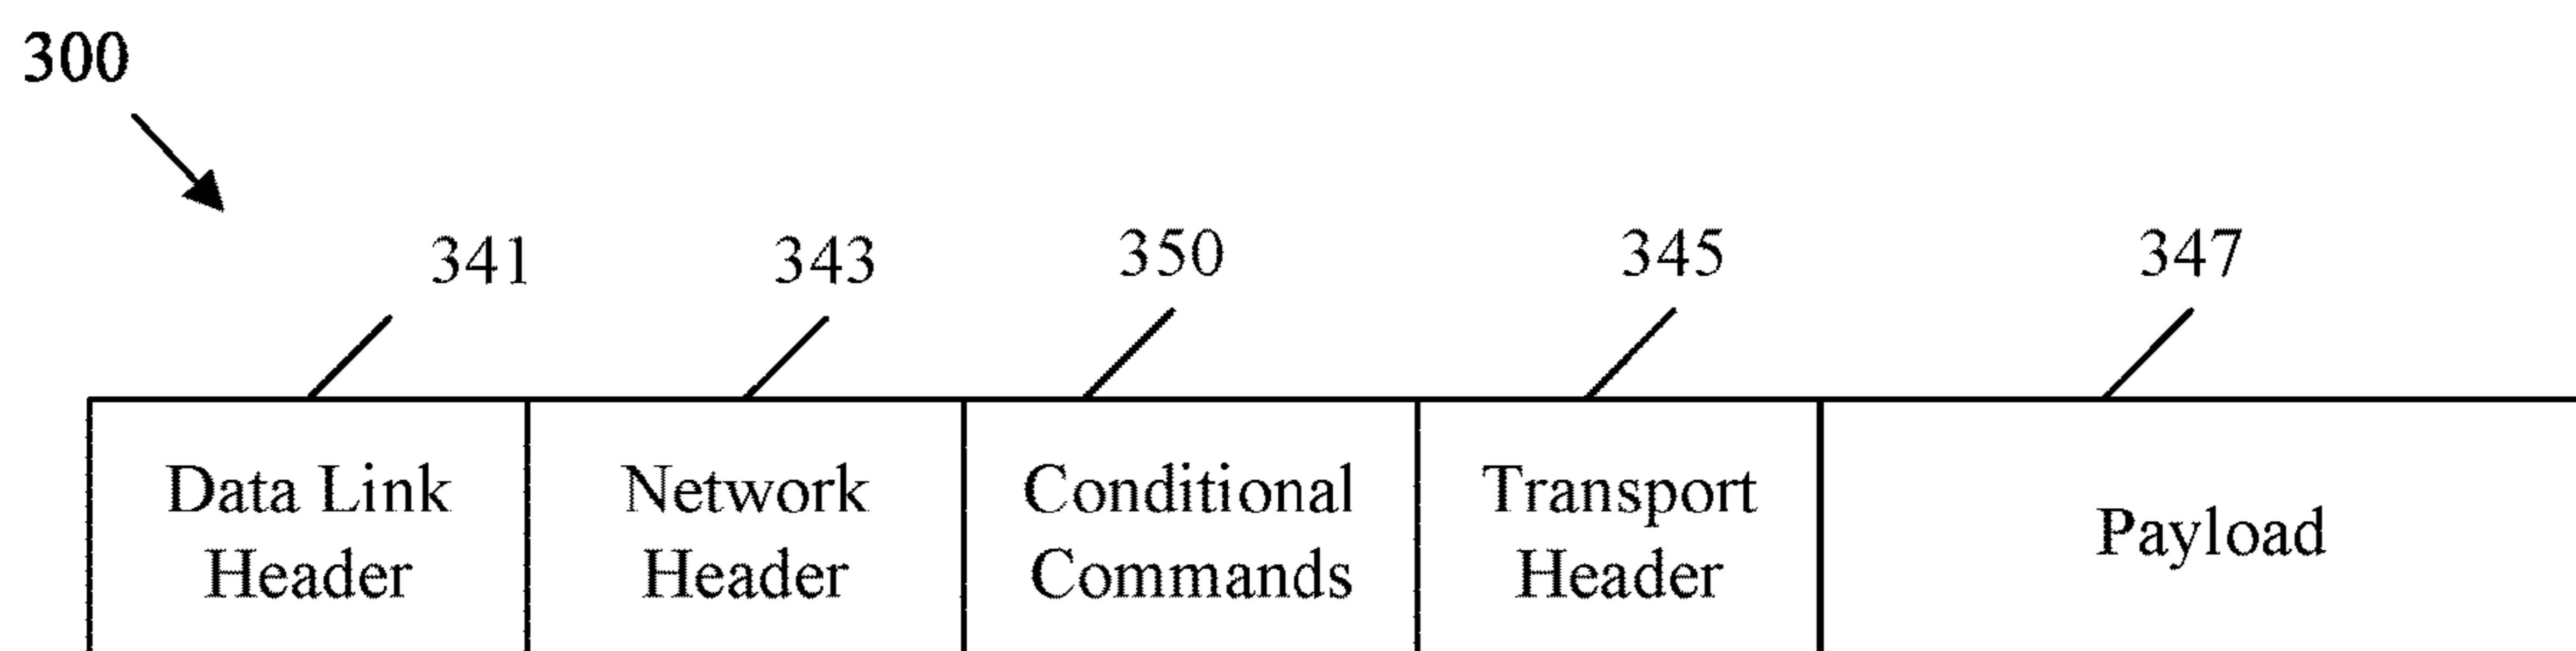 300
341 343 350 345 347
Data Link Network Conditional Transport Payload
Header Header Commands Header